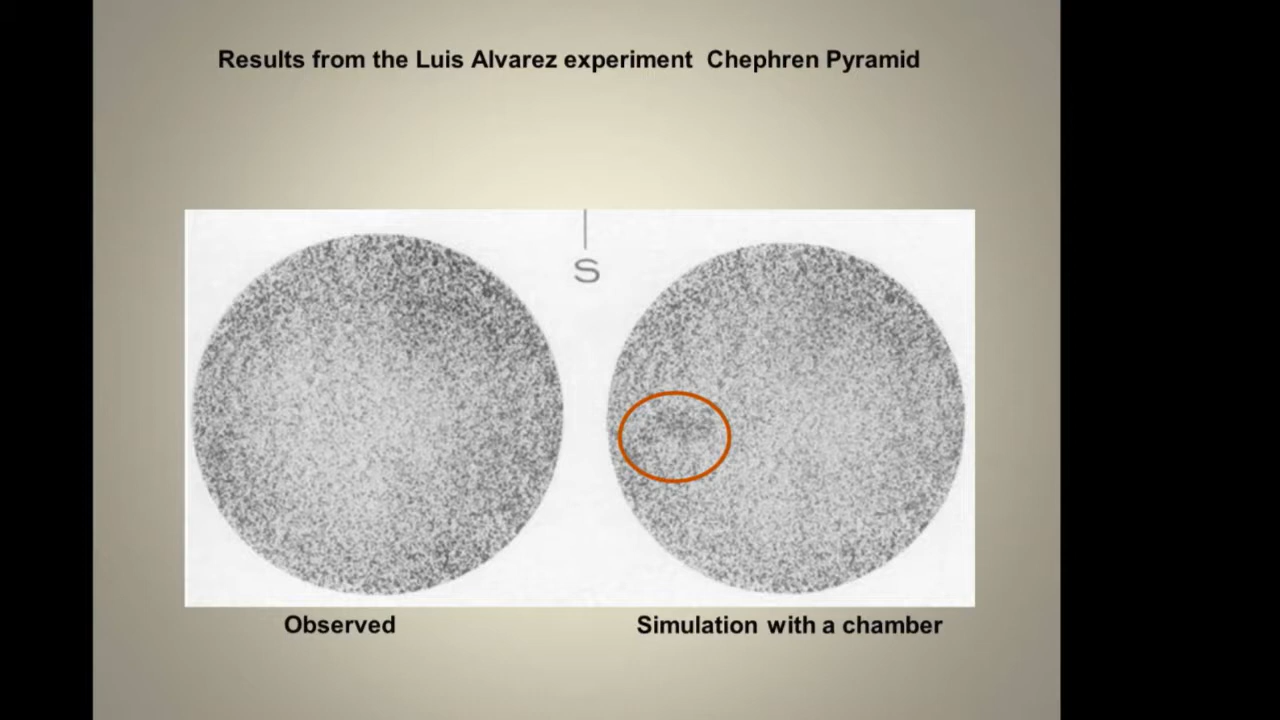 Results from the Luis Alvarez experiment Chephren Pyramid
S
Observed
Simulation with a chamber